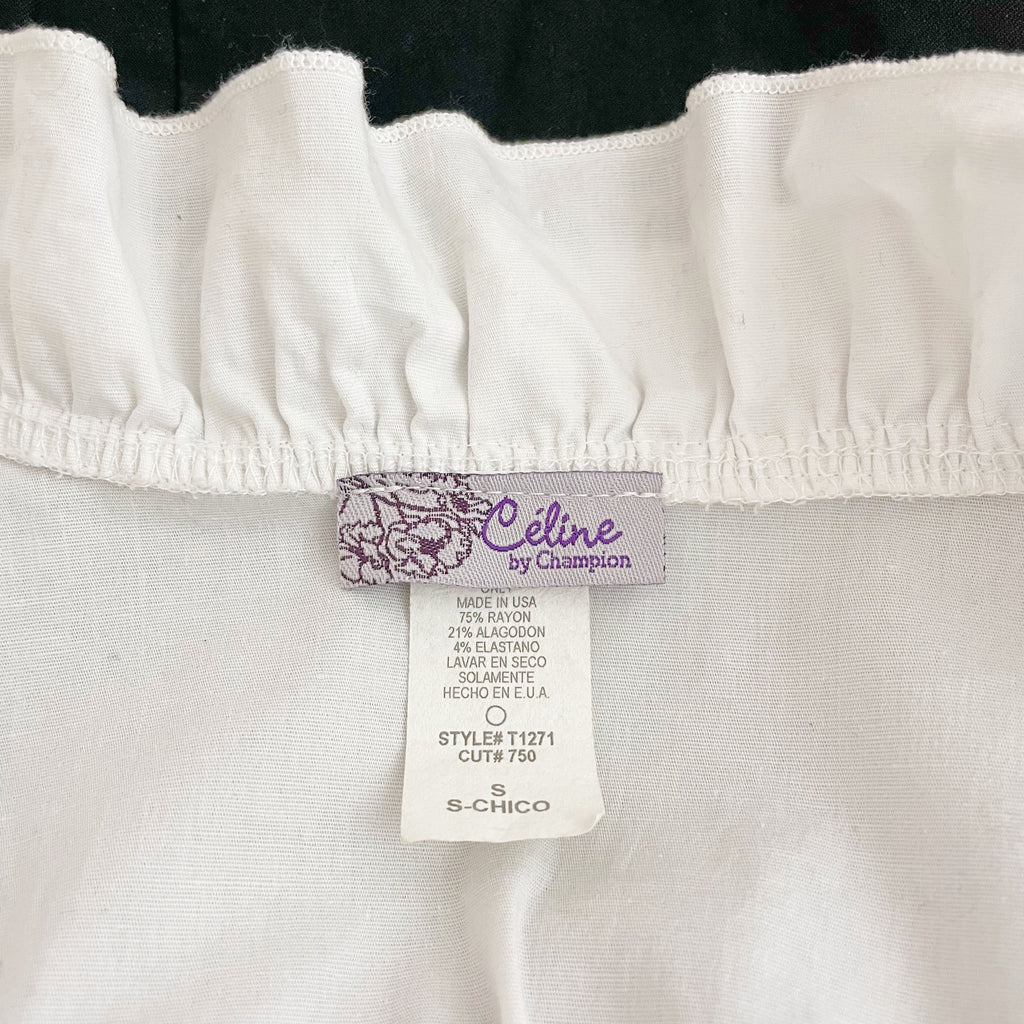 Céline
by Champion
ONLY
MADE IN USA
75% RAYON
21% ALAGODON
4% ELASTANO
LAVAR EN SECO
SOLAMENTE
HECHO EN E.U.A.
STYLE# T1271
CUT# 750
S
S-CHICO